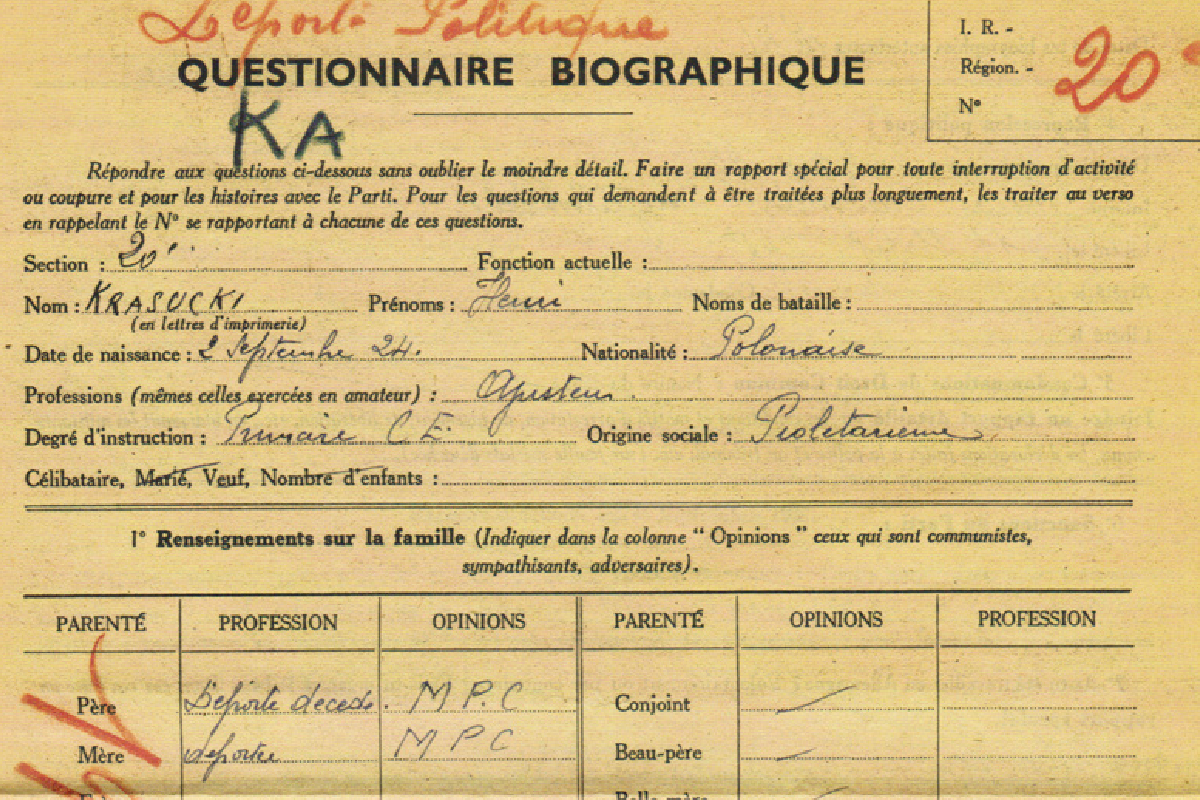 Déporté Politique
I. R. -
Région. -
20
N°
QUESTIONNAIRE BIOGRAPHIQUE
KA
Répondre aux questions ci-dessous sans oublier le moindre détail. Faire un rapport spécial pour toute interruption d'activité
ou coupure et pour les histoires avec le Parti. Pour les questions qui demandent à être traitées plus longuement, les traiter au verso
en rappelant le N° se rapportant à chacune de ces questions.
Section : 20 Fonction actuelle :
Nom : KRASUCKI Prénoms : Henri Noms de bataille :
(en lettres d'imprimerie)
Date de naissance : 2 Septembre 24. Nationalité : Polonaise
Professions (mêmes celles exercées en amateur) : Ajusteur.
Degré d'instruction : Primaire C E Origine sociale : Proletarienne
Célibataire, Marié, Veuf, Nombre d'enfants :
1° Renseignements sur la famille (Indiquer dans la colonne " Opinions " ceux qui sont communistes,
sympathisants, adversaires).
PARENTÉ PROFESSION OPINIONS PARENTÉ OPINIONS PROFESSION
Père Déporté décédé. M P.C Conjoint
Mère déportée M P C Beau-père